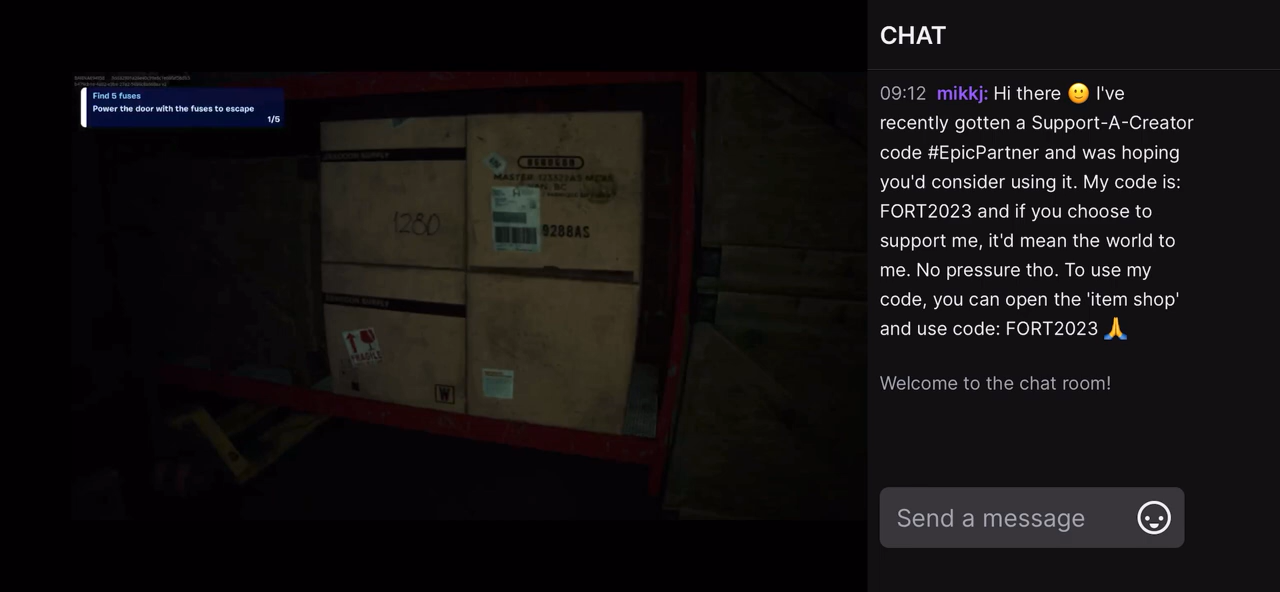 Find 5 fuses
Power the door with the fuses to escape
1/5
1280
9288AS
FRAGILE
W
CHAT
09:12 mikkj: Hi there 🙂 I've
recently gotten a Support-A-Creator
code #EpicPartner and was hoping
you'd consider using it. My code is:
FORT2023 and if you choose to
support me, it'd mean the world to
me. No pressure tho. To use my
code, you can open the 'item shop'
and use code: FORT2023 🙏
Welcome to the chat room!
Send a message